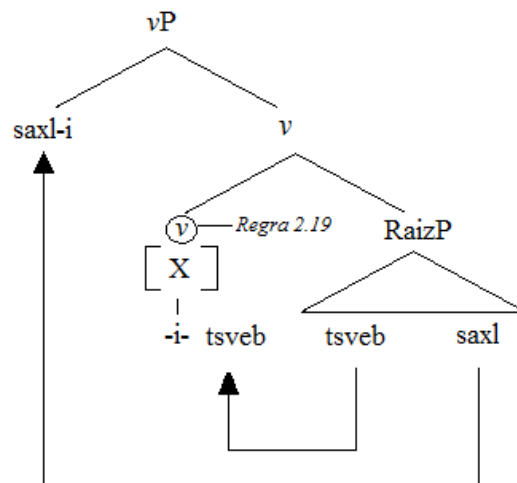 vP
saxl-i v
v Regra 2.19 RaizP
[ X ]
-i- tsveb tsveb saxl